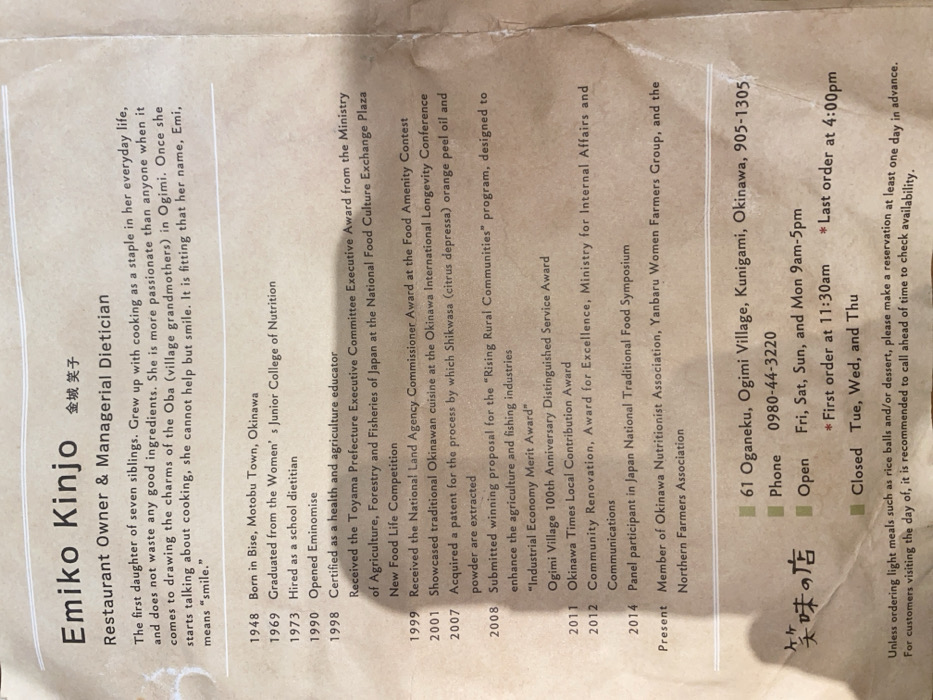 Emiko Kinjo 金城 笑子
Restaurant Owner & Managerial Dietician
The first daughter of seven siblings. Grew up with cooking as a staple in her everyday life,
and does not waste any good ingredients. She is more passionate than anyone when it
comes to drawing the charms of the Oba (village grandmothers) in Ogimi. Once she
starts talking about cooking, she cannot help but smile. It is fitting that her name, Emi,
means “smile.”
1948 Born in Bise, Motobu Town, Okinawa
1969 Graduated from the Women’ s Junior College of Nutrition
1973 Hired as a school dietitian
1990 Opened Eminomise
1998 Certified as a health and agriculture educator
Received the Toyama Prefecture Executive Committee Executive Award from the Ministry
of Agriculture, Forestry and Fisheries of Japan at the National Food Culture Exchange Plaza
New Food Life Competition
1999 Received the National Land Agency Commissioner Award at the Food Amenity Contest
2001 Showcased traditional Okinawan cuisine at the Okinawa International Longevity Conference
2007 Acquired a patent for the process by which Shikwasa (citrus depressa) orange peel oil and
powder are extracted
2008 Submitted winning proposal for the “Rising Rural Communities” program, designed to
enhance the agriculture and fishing industries
“Industrial Economy Merit Award”
Ogimi Village 100th Anniversary Distinguished Service Award
2011 Okinawa Times Local Contribution Award
2012 Community Renovation, Award for Excellence, Ministry for Internal Affairs and
Communications
2014 Panel participant in Japan National Traditional Food Symposium
Present Member of Okinawa Nutritionist Association, Yanbaru Women Farmers Group, and the
Northern Farmers Association
笑味の店
61 Oganeku, Ogimi Village, Kunigami, Okinawa, 905-1305
Phone 0980-44-3220
Open Fri, Sat, Sun, and Mon 9am-5pm
*First order at 11:30am *Last order at 4:00pm
Closed Tue, Wed, and Thu
Unless ordering light meals such as rice balls and/or dessert, please make a reservation at least one day in advance.
For customers visiting the day of, it is recommended to call ahead of time to check availability.